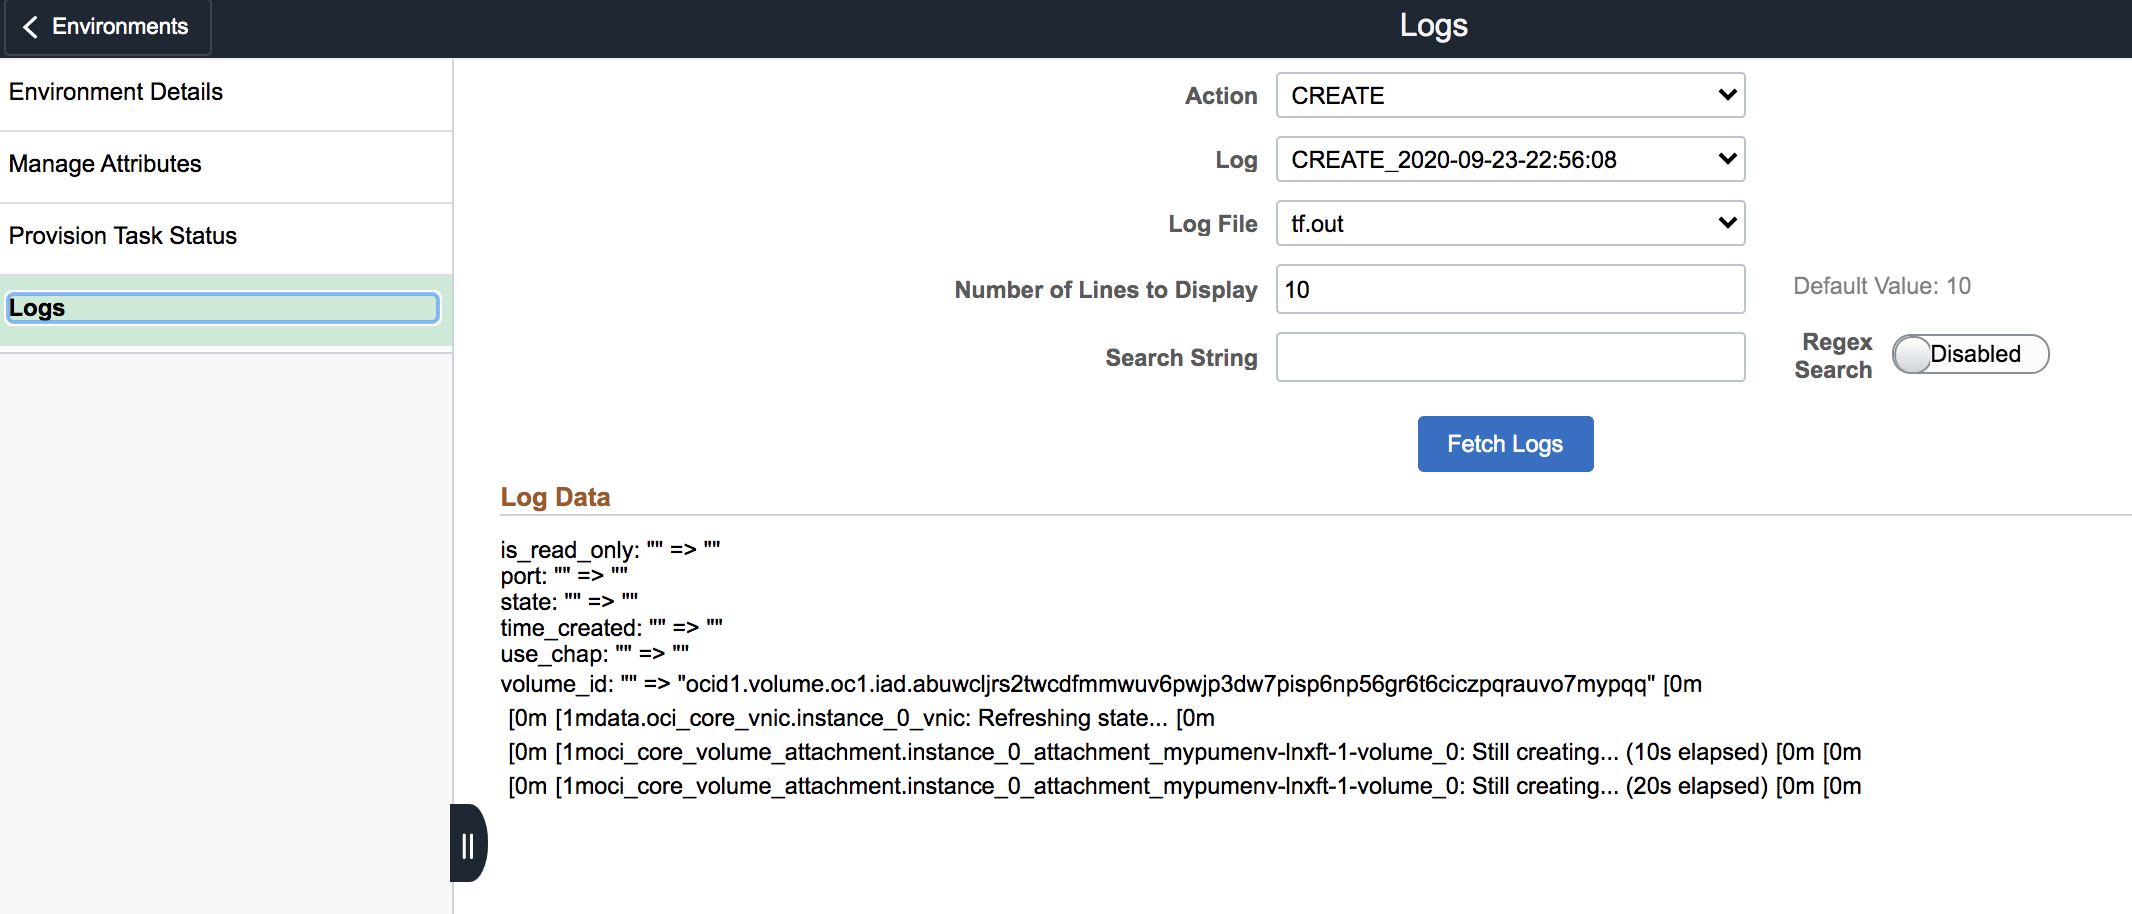 Environments
Logs
Environment Details
Manage Attributes
Provision Task Status
Logs
Action CREATE
Log CREATE_2020-09-23-22:56:08
Log File tf.out
Number of Lines to Display 10 Default Value: 10
Search String Regex Search Disabled
Fetch Logs
Log Data
is_read_only: "" => ""
port: "" => ""
state: "" => ""
time_created: "" => ""
use_chap: "" => ""
volume_id: "" => "ocid1.volume.oc1.iad.abuwcljrs2twcdfmmwuv6pwjp3dw7pisp6np56gr6t6ciczpqrauvo7mypqq" [0m
[0m [1mdata.oci_core_vnic.instance_0_vnic: Refreshing state... [0m
[0m [1moci_core_volume_attachment.instance_0_attachment_mypumenv-lnxft-1-volume_0: Still creating... (10s elapsed) [0m [0m
[0m [1moci_core_volume_attachment.instance_0_attachment_mypumenv-lnxft-1-volume_0: Still creating... (20s elapsed) [0m [0m